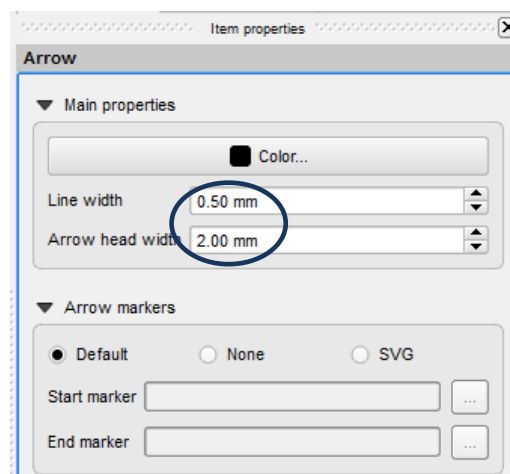 Item properties
Arrow
Main properties
Color...
Line width 0.50 mm
Arrow head width 2.00 mm
Arrow markers
Default None SVG
Start marker ...
End marker ...